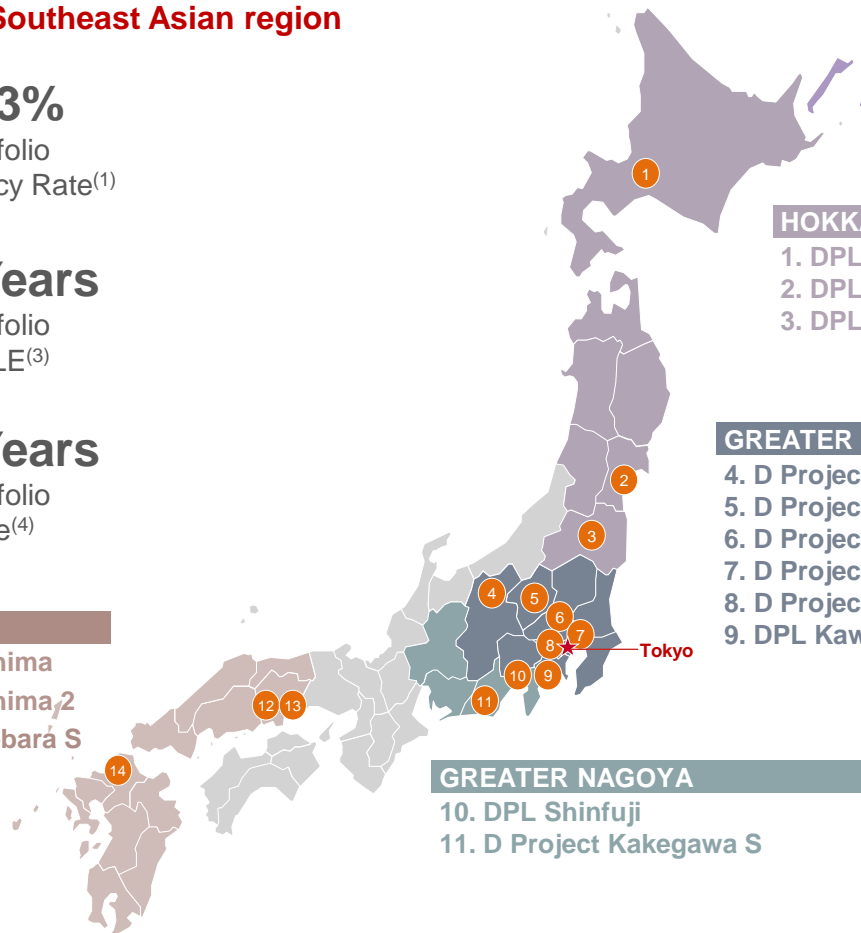 Southeast Asian region
3%
folio
cy Rate(1)
Years
folio
LE(3)
Years
folio
e(4)
hima
hima 2
ebara S
HOKKA
1. DPL
2. DPL
3. DPL
GREATER
4. D Projec
5. D Projec
6. D Projec
7. D Projec
8. D Projec
9. DPL Kaw
Tokyo
GREATER NAGOYA
10. DPL Shinfuji
11. D Project Kakegawa S
1
2
3
4
5
6
7
8
9
10
11
12
13
14